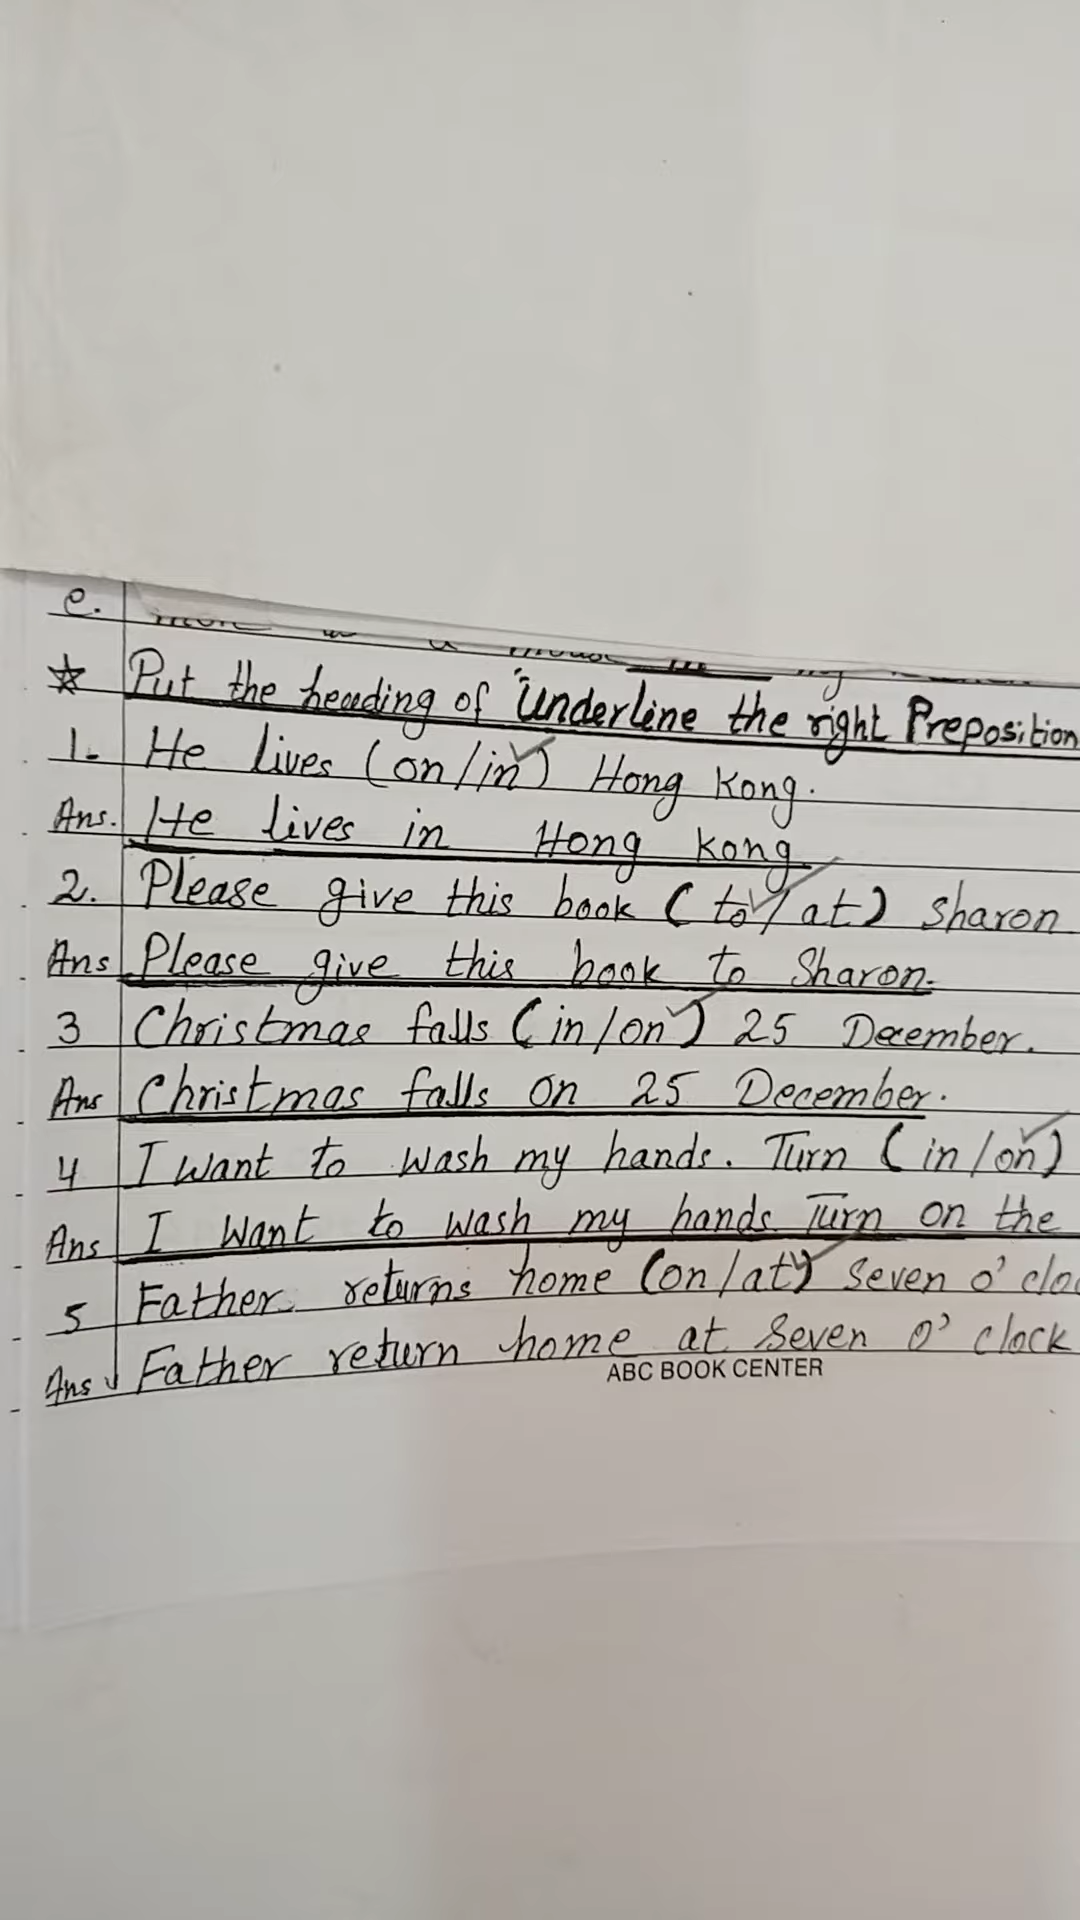 e.
☆ Put the heading of "Underline the right Preposition
1. He lives (on/in✓) Hong Kong.
Ans. He lives in Hong Kong.
2. Please give this book (to✓/at) Sharon
Ans Please give this book to Sharon.
3 Christmas falls (in/on✓) 25 December.
Ans Christmas falls on 25 December.
4 I want to wash my hands. Turn (in/on✓)
Ans I want to wash my hands. Turn on the
5 Father returns home (on/at✓) Seven o'clo
Ans Father return home at Seven o'clock
ABC BOOK CENTER